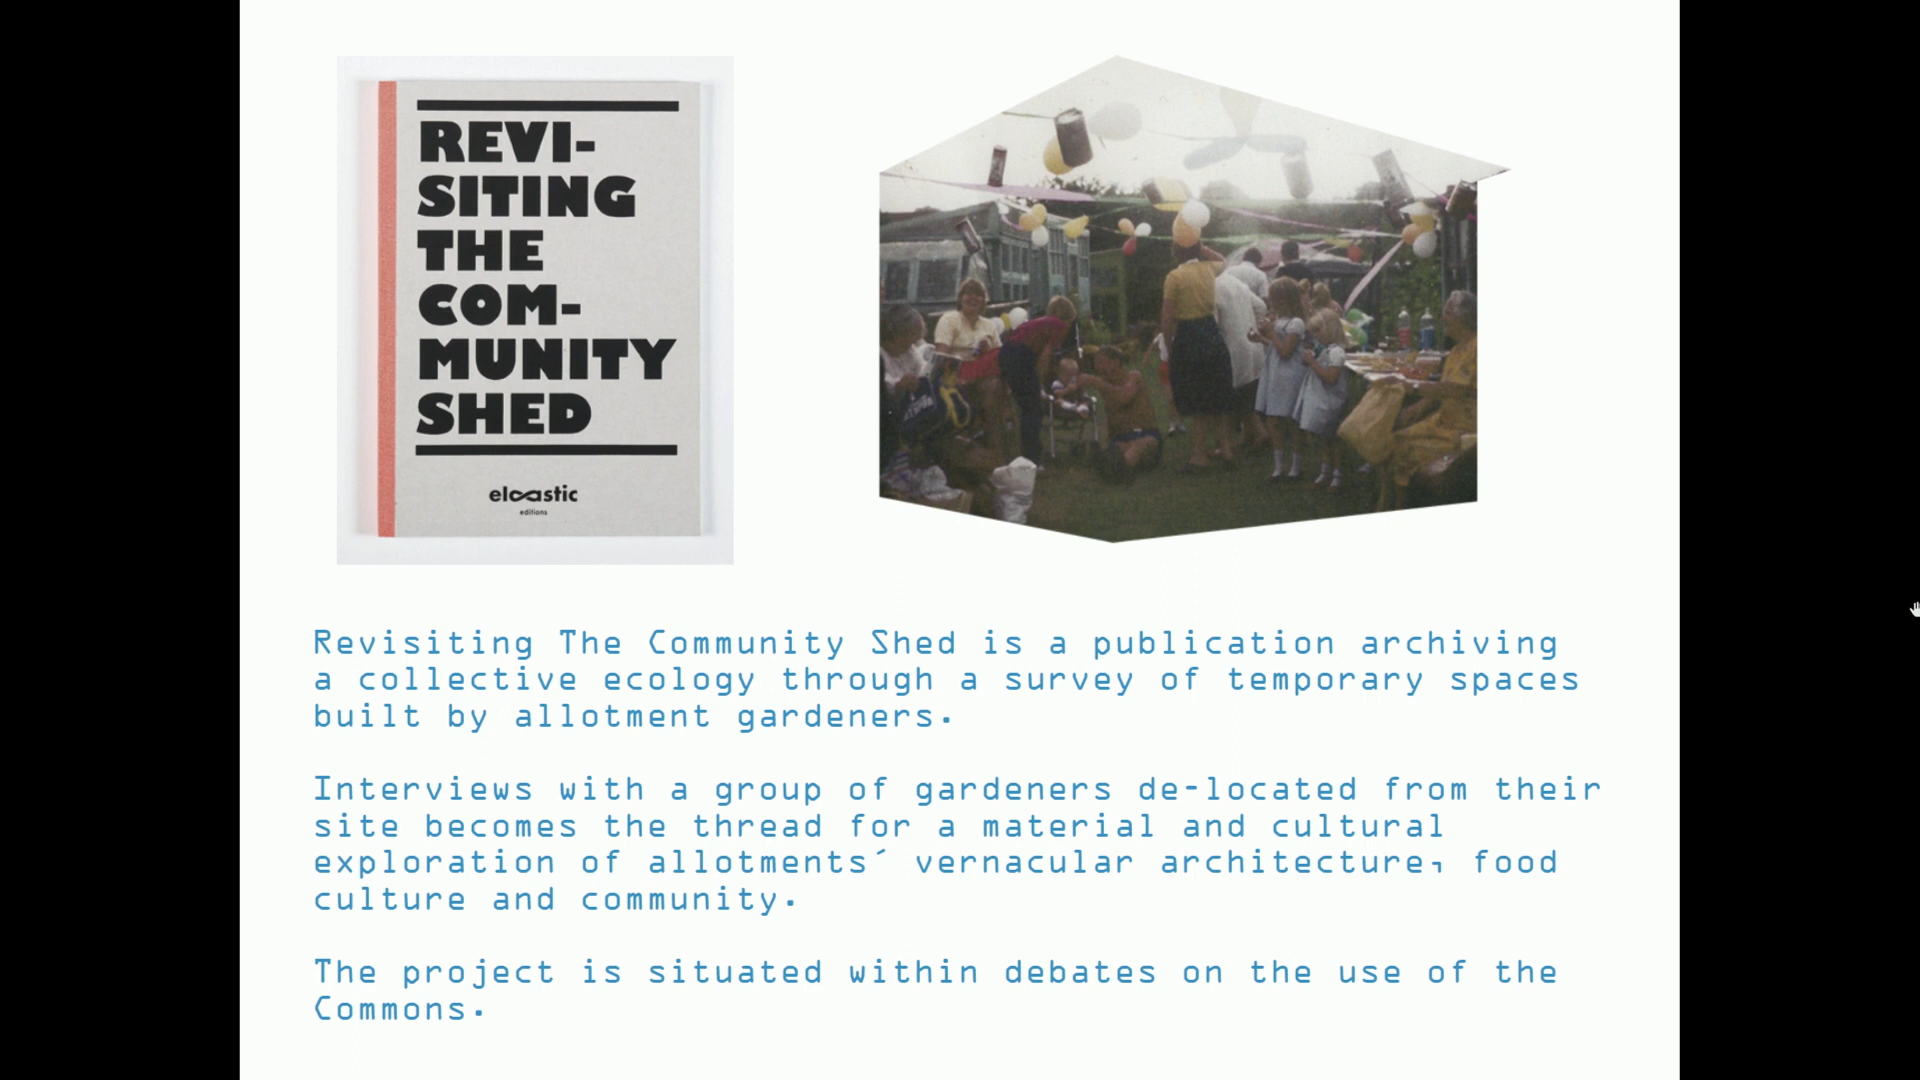 REVI-
SITING
THE
COM-
MUNITY
SHED
eloastic
editions
Revisiting The Community Shed is a publication archiving
a collective ecology through a survey of temporary spaces
built by allotment gardeners.
Interviews with a group of gardeners de-located from their
site becomes the thread for a material and cultural
exploration of allotments´ vernacular architecture, food
culture and community.
The project is situated within debates on the use of the
Commons.